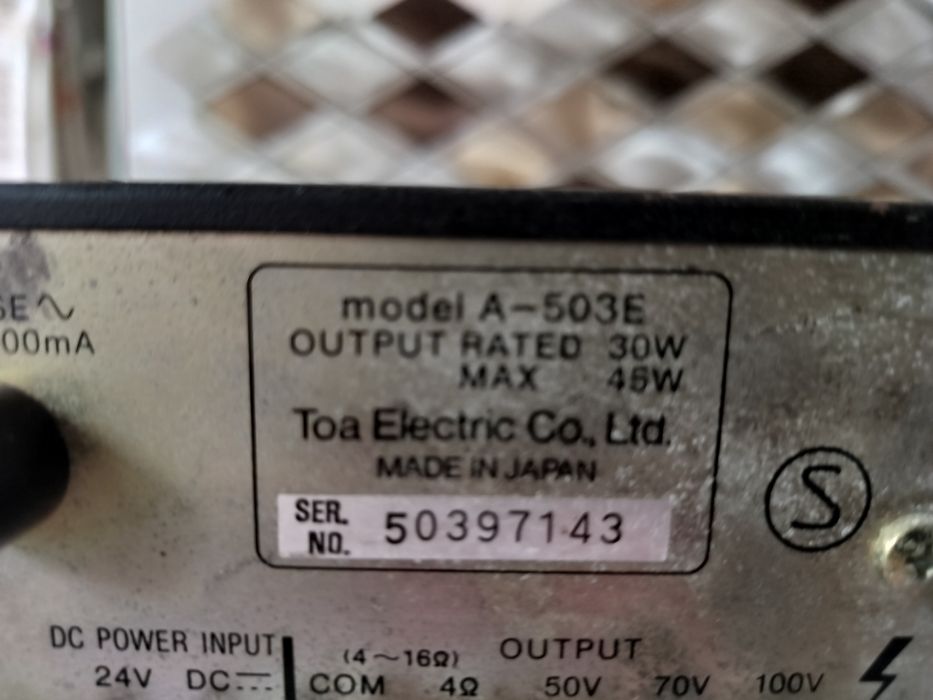 model A-503E
OUTPUT RATED 30W
MAX 45W
Toa Electric Co., Ltd.
MADE IN JAPAN
SER. NO. 50397143
S
00mA
DC POWER INPUT
24V DC
(4~16Ω)
OUTPUT
COM 4Ω 50V 70V 100V